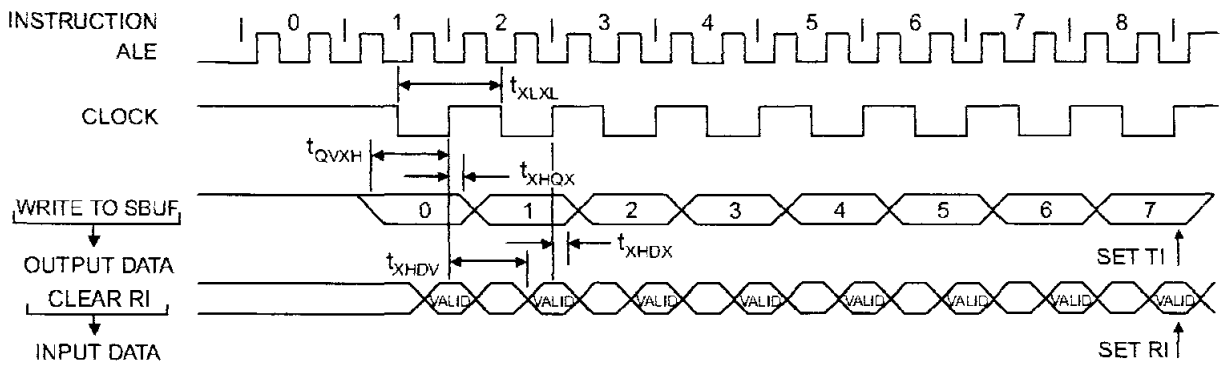 INSTRUCTION | 0 | 1 | 2 | 3 | 4 | 5 | 6 | 7 | 8 |
ALE
tXLXL
CLOCK
tQVXH
tXHQX
WRITE TO SBUF 0 1 2 3 4 5 6 7
tXHDV tXHDX
OUTPUT DATA SET TI
CLEAR RI VALID VALID VALID VALID VALID VALID VALID VALID
INPUT DATA SET RI